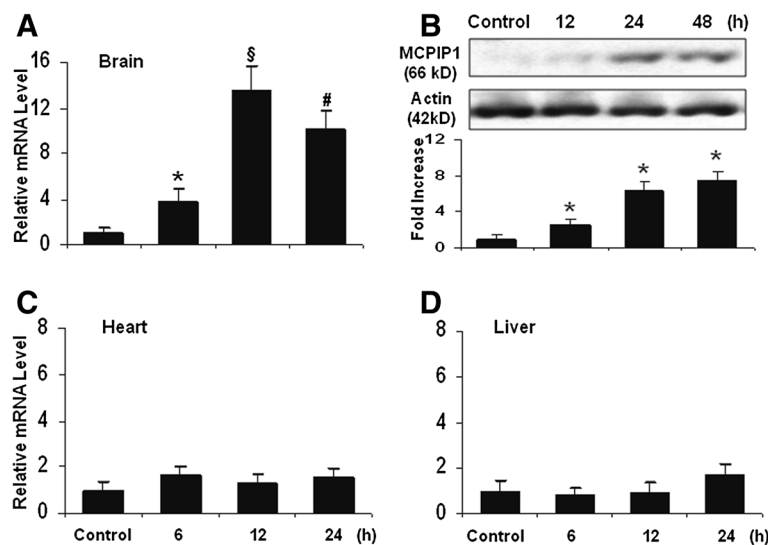 A
Brain
Relative mRNA Level
16
12
8
4
0
*
§
#
B
Control 12 24 48 (h)
MCPIP1
(66 kD)
Actin
(42kD)
Fold Increase
12
8
4
0
*
*
*
C
Heart
Relative mRNA Level
8
6
4
2
0
Control 6 12 24 (h)
D
Liver
8
6
4
2
0
Control 6 12 24 (h)